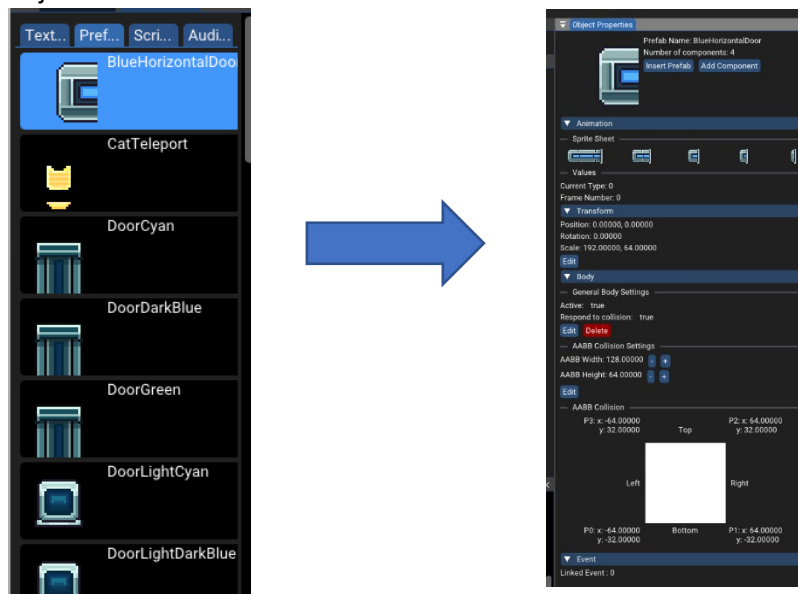 Text... Pref... Scri... Audi...
BlueHorizontalDoo
CatTeleport
DoorCyan
DoorDarkBlue
DoorGreen
DoorLightCyan
DoorLightDarkBlue
Object Properties
Prefab Name: BlueHorizontalDoor
Number of components: 4
Insert Prefab Add Component
Animation
Sprite Sheet
Values
Current Type: 0
Frame Number: 0
Transform
Position: 0.00000, 0.00000
Rotation: 0.00000
Scale: 192.00000, 64.00000
Edit
Body
General Body Settings
Active: true
Respond to collision: true
Edit Delete
AABB Collision Settings
AABB Width: 128.00000 - +
AABB Height: 64.00000 - +
Edit
AABB Collision
P3: x: -64.00000 P2: x: 64.00000
y: 32.00000 Top y: 32.00000
Left Right
P0: x: -64.00000 Bottom P1: x: 64.00000
y: -32.00000 y: -32.00000
Event
Linked Event : 0